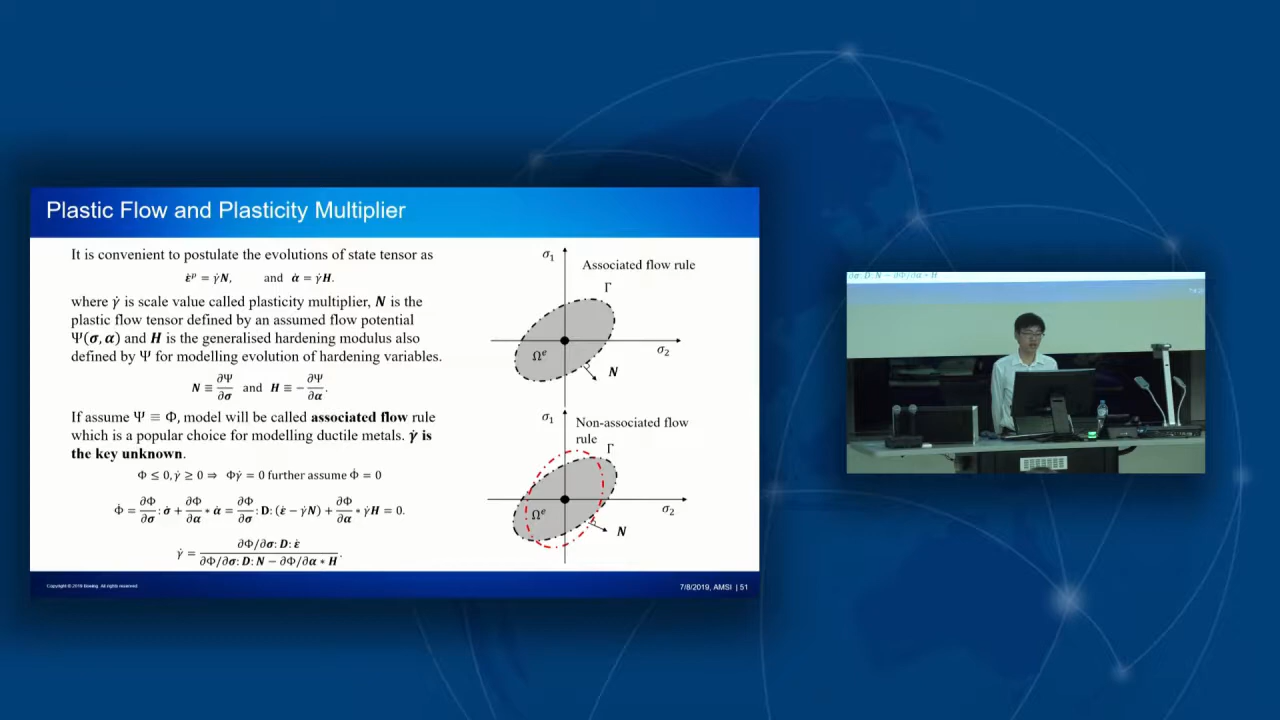 Plastic Flow and Plasticity Multiplier
It is convenient to postulate the evolutions of state tensor as
ε̇ᵖ = γ̇N, and α̇ = γ̇H.
where γ̇ is scale value called plasticity multiplier, N is the
plastic flow tensor defined by an assumed flow potential
Ψ(σ, α) and H is the generalised hardening modulus also
defined by Ψ for modelling evolution of hardening variables.
N ≡ ∂Ψ/∂σ and H ≡ − ∂Ψ/∂α.
If assume Ψ ≡ Φ, model will be called associated flow rule
which is a popular choice for modelling ductile metals. γ̇ is
the key unknown.
Φ ≤ 0, γ̇ ≥ 0 ⇒ Φγ̇ = 0 further assume Φ̇ = 0
Φ̇ = ∂Φ/∂σ : σ̇ + ∂Φ/∂α ∗ α̇ = ∂Φ/∂σ : D: (ε̇ − γ̇N) + ∂Φ/∂α ∗ γ̇H = 0.
γ̇ = ∂Φ/∂σ: D: ε̇ / ∂Φ/∂σ: D: N − ∂Φ/∂α ∗ H.
σ₁
Associated flow rule
Γ
σ₂
Ωᵉ
N
σ₁
Non-associated flow
rule
Γ
σ₂
Ωᵉ
N
Copyright © 2019 Boeing. All rights reserved.
7/8/2019, AMSI | 51
∂σ: D: N − ∂Φ/∂α ∗ H